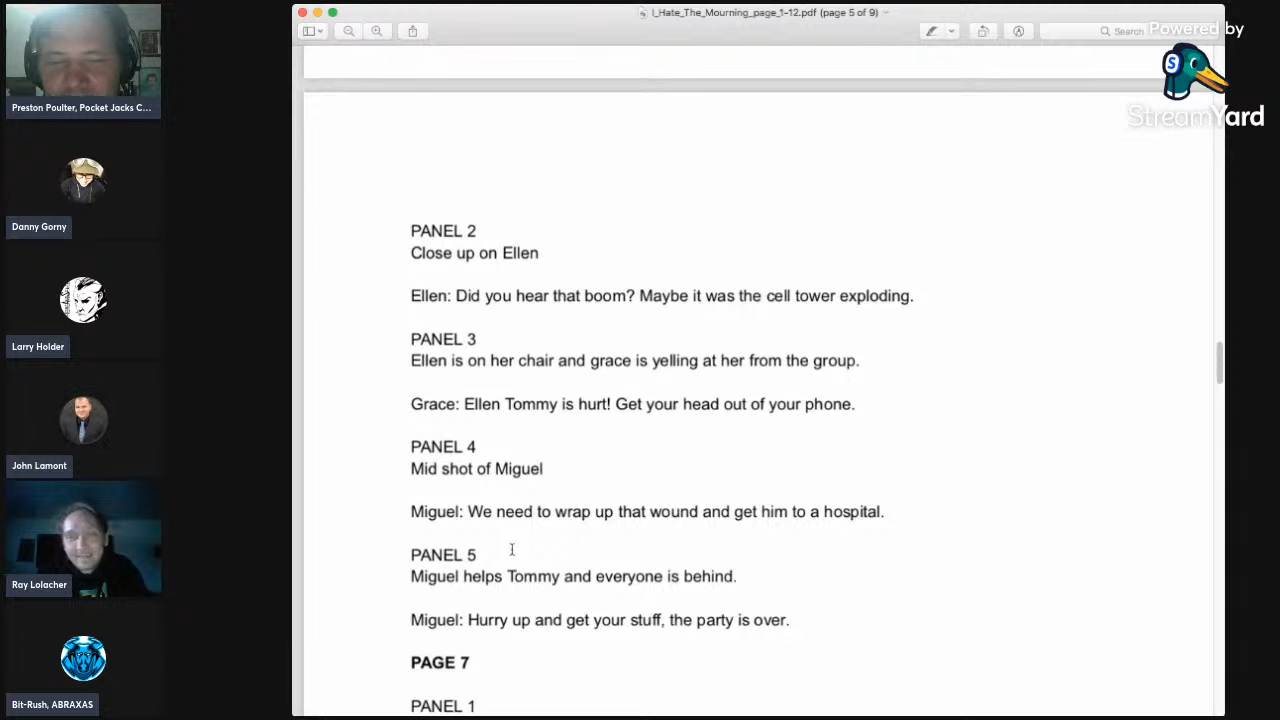 I_Hate_The_Mourning_page_1-12.pdf (page 5 of 9)
Search
Powered by
S
StreamYard
Preston Poulter, Pocket Jacks C...
Danny Gorny
Larry Holder
John Lamont
Ray Lolacher
Bit-Rush, ABRAXAS
PANEL 2
Close up on Ellen
Ellen: Did you hear that boom? Maybe it was the cell tower exploding.
PANEL 3
Ellen is on her chair and grace is yelling at her from the group.
Grace: Ellen Tommy is hurt! Get your head out of your phone.
PANEL 4
Mid shot of Miguel
Miguel: We need to wrap up that wound and get him to a hospital.
PANEL 5
Miguel helps Tommy and everyone is behind.
Miguel: Hurry up and get your stuff, the party is over.
PAGE 7
PANEL 1